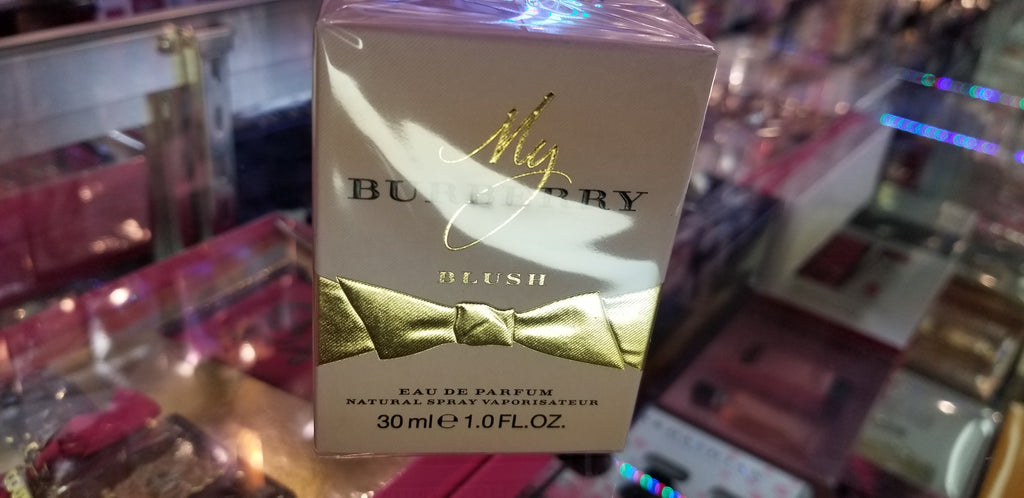 My
BURBERRY
BLUSH
EAU DE PARFUM
NATURAL SPRAY VAPORISATEUR
30 ml e 1.0 FL.OZ.